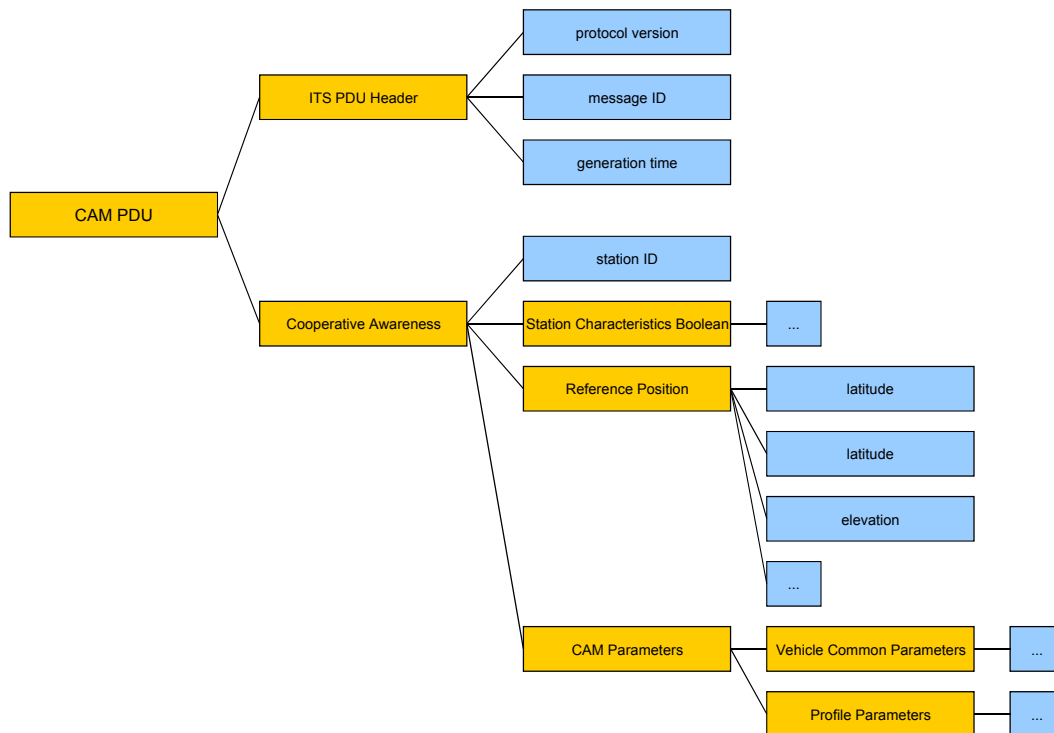 protocol version
ITS PDU Header
message ID
generation time
CAM PDU
station ID
Cooperative Awareness
Station Characteristics Boolean
...
Reference Position
latitude
latitude
elevation
...
CAM Parameters
Vehicle Common Parameters
...
Profile Parameters
...